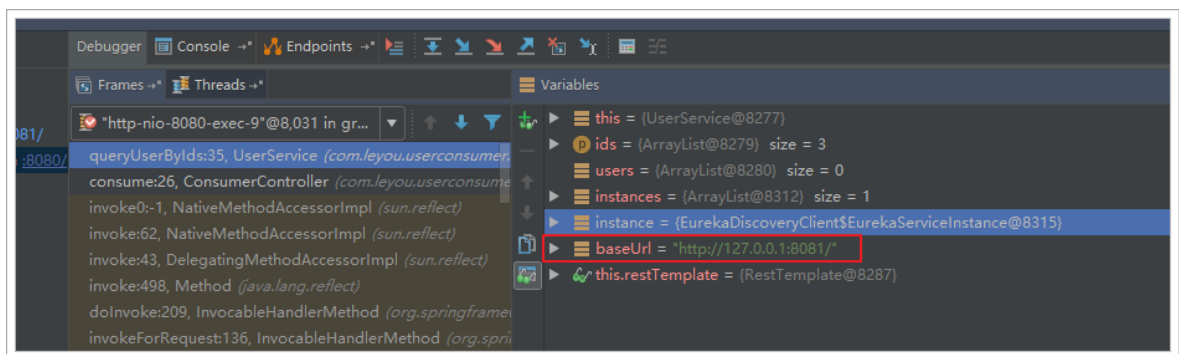 Debugger Console →" Endpoints →"
Frames →" Threads →"
Variables
081/
:8080/
"http-nio-8080-exec-9"@8,031 in gr...
queryUserByIds:35, UserService (com.leyou.userconsumer.
consume:26, ConsumerController (com.leyou.userconsume
invoke0:-1, NativeMethodAccessorImpl (sun.reflect)
invoke:62, NativeMethodAccessorImpl (sun.reflect)
invoke:43, DelegatingMethodAccessorImpl (sun.reflect)
invoke:498, Method (java.lang.reflect)
doInvoke:209, InvocableHandlerMethod (org.springframew
invokeForRequest:136, InvocableHandlerMethod (org.spri
this = {UserService@8277}
p ids = {ArrayList@8279} size = 3
users = {ArrayList@8280} size = 0
instances = {ArrayList@8312} size = 1
instance = {EurekaDiscoveryClient$EurekaServiceInstance@8315}
baseUrl = "http://127.0.0.1:8081/"
this.restTemplate = {RestTemplate@8287}